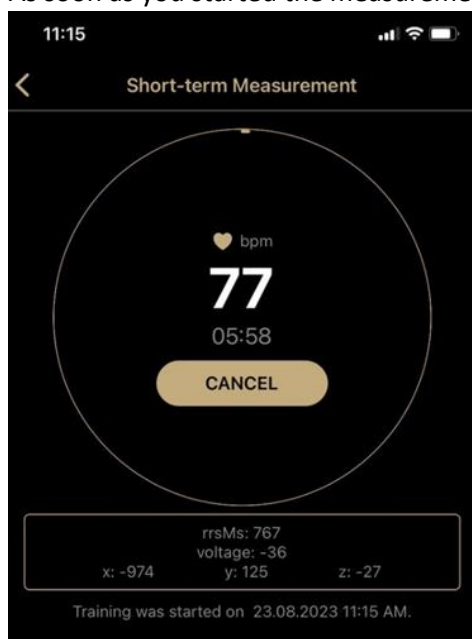 11:15
Short-term Measurement
bpm
77
05:58
CANCEL
rrsMs: 767
voltage: -36
x: -974 y: 125 z: -27
Training was started on 23.08.2023 11:15 AM.